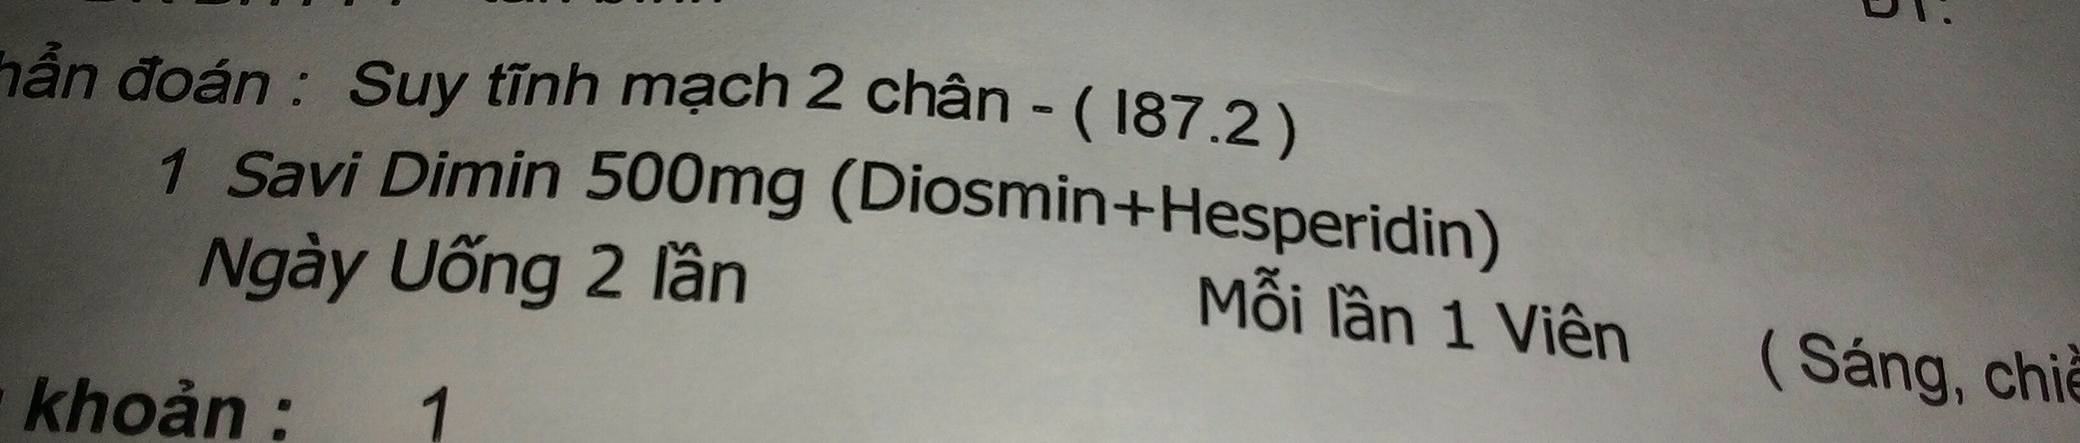 đoán : Suy tĩnh mạch 2 chân - ( I87.2 )
1 Savi Dimin 500mg (Diosmin+Hesperidin)
Ngày Uống 2 lần Mỗi lần 1 Viên ( Sáng,
khoản : 1